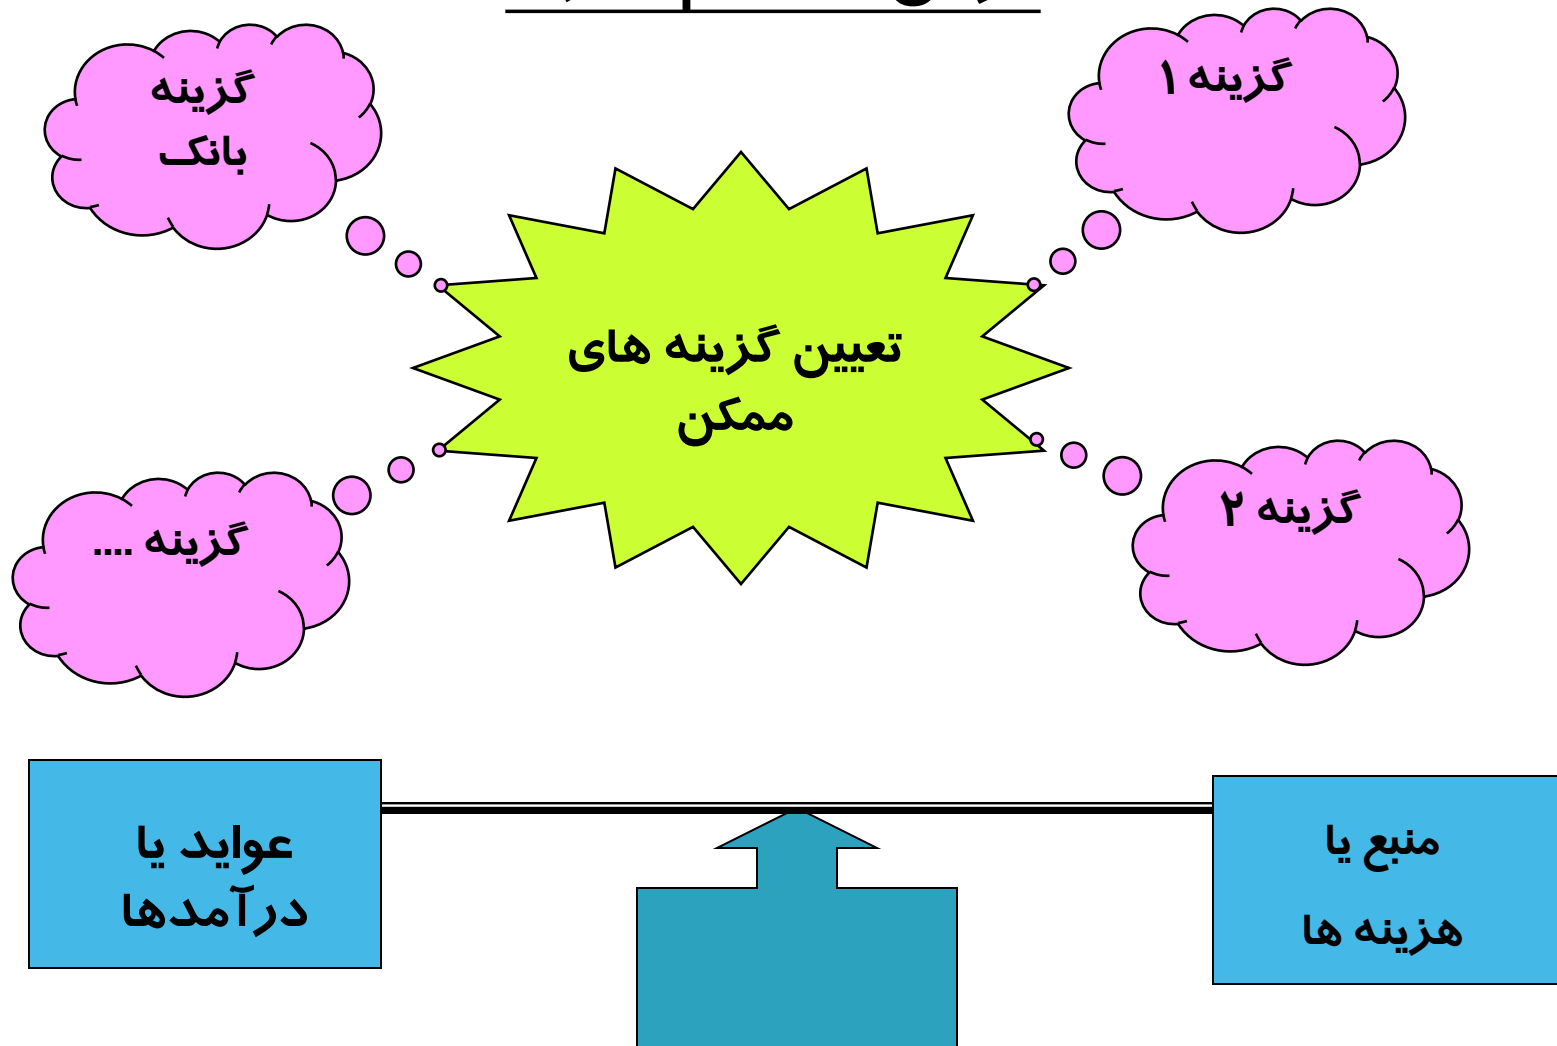 گزینه ۱
گزینه
بانک
تعیین گزینه های
ممکن
گزینه ۲
گزینه ....
منبع یا
هزینه ها
عواید یا
درآمدها